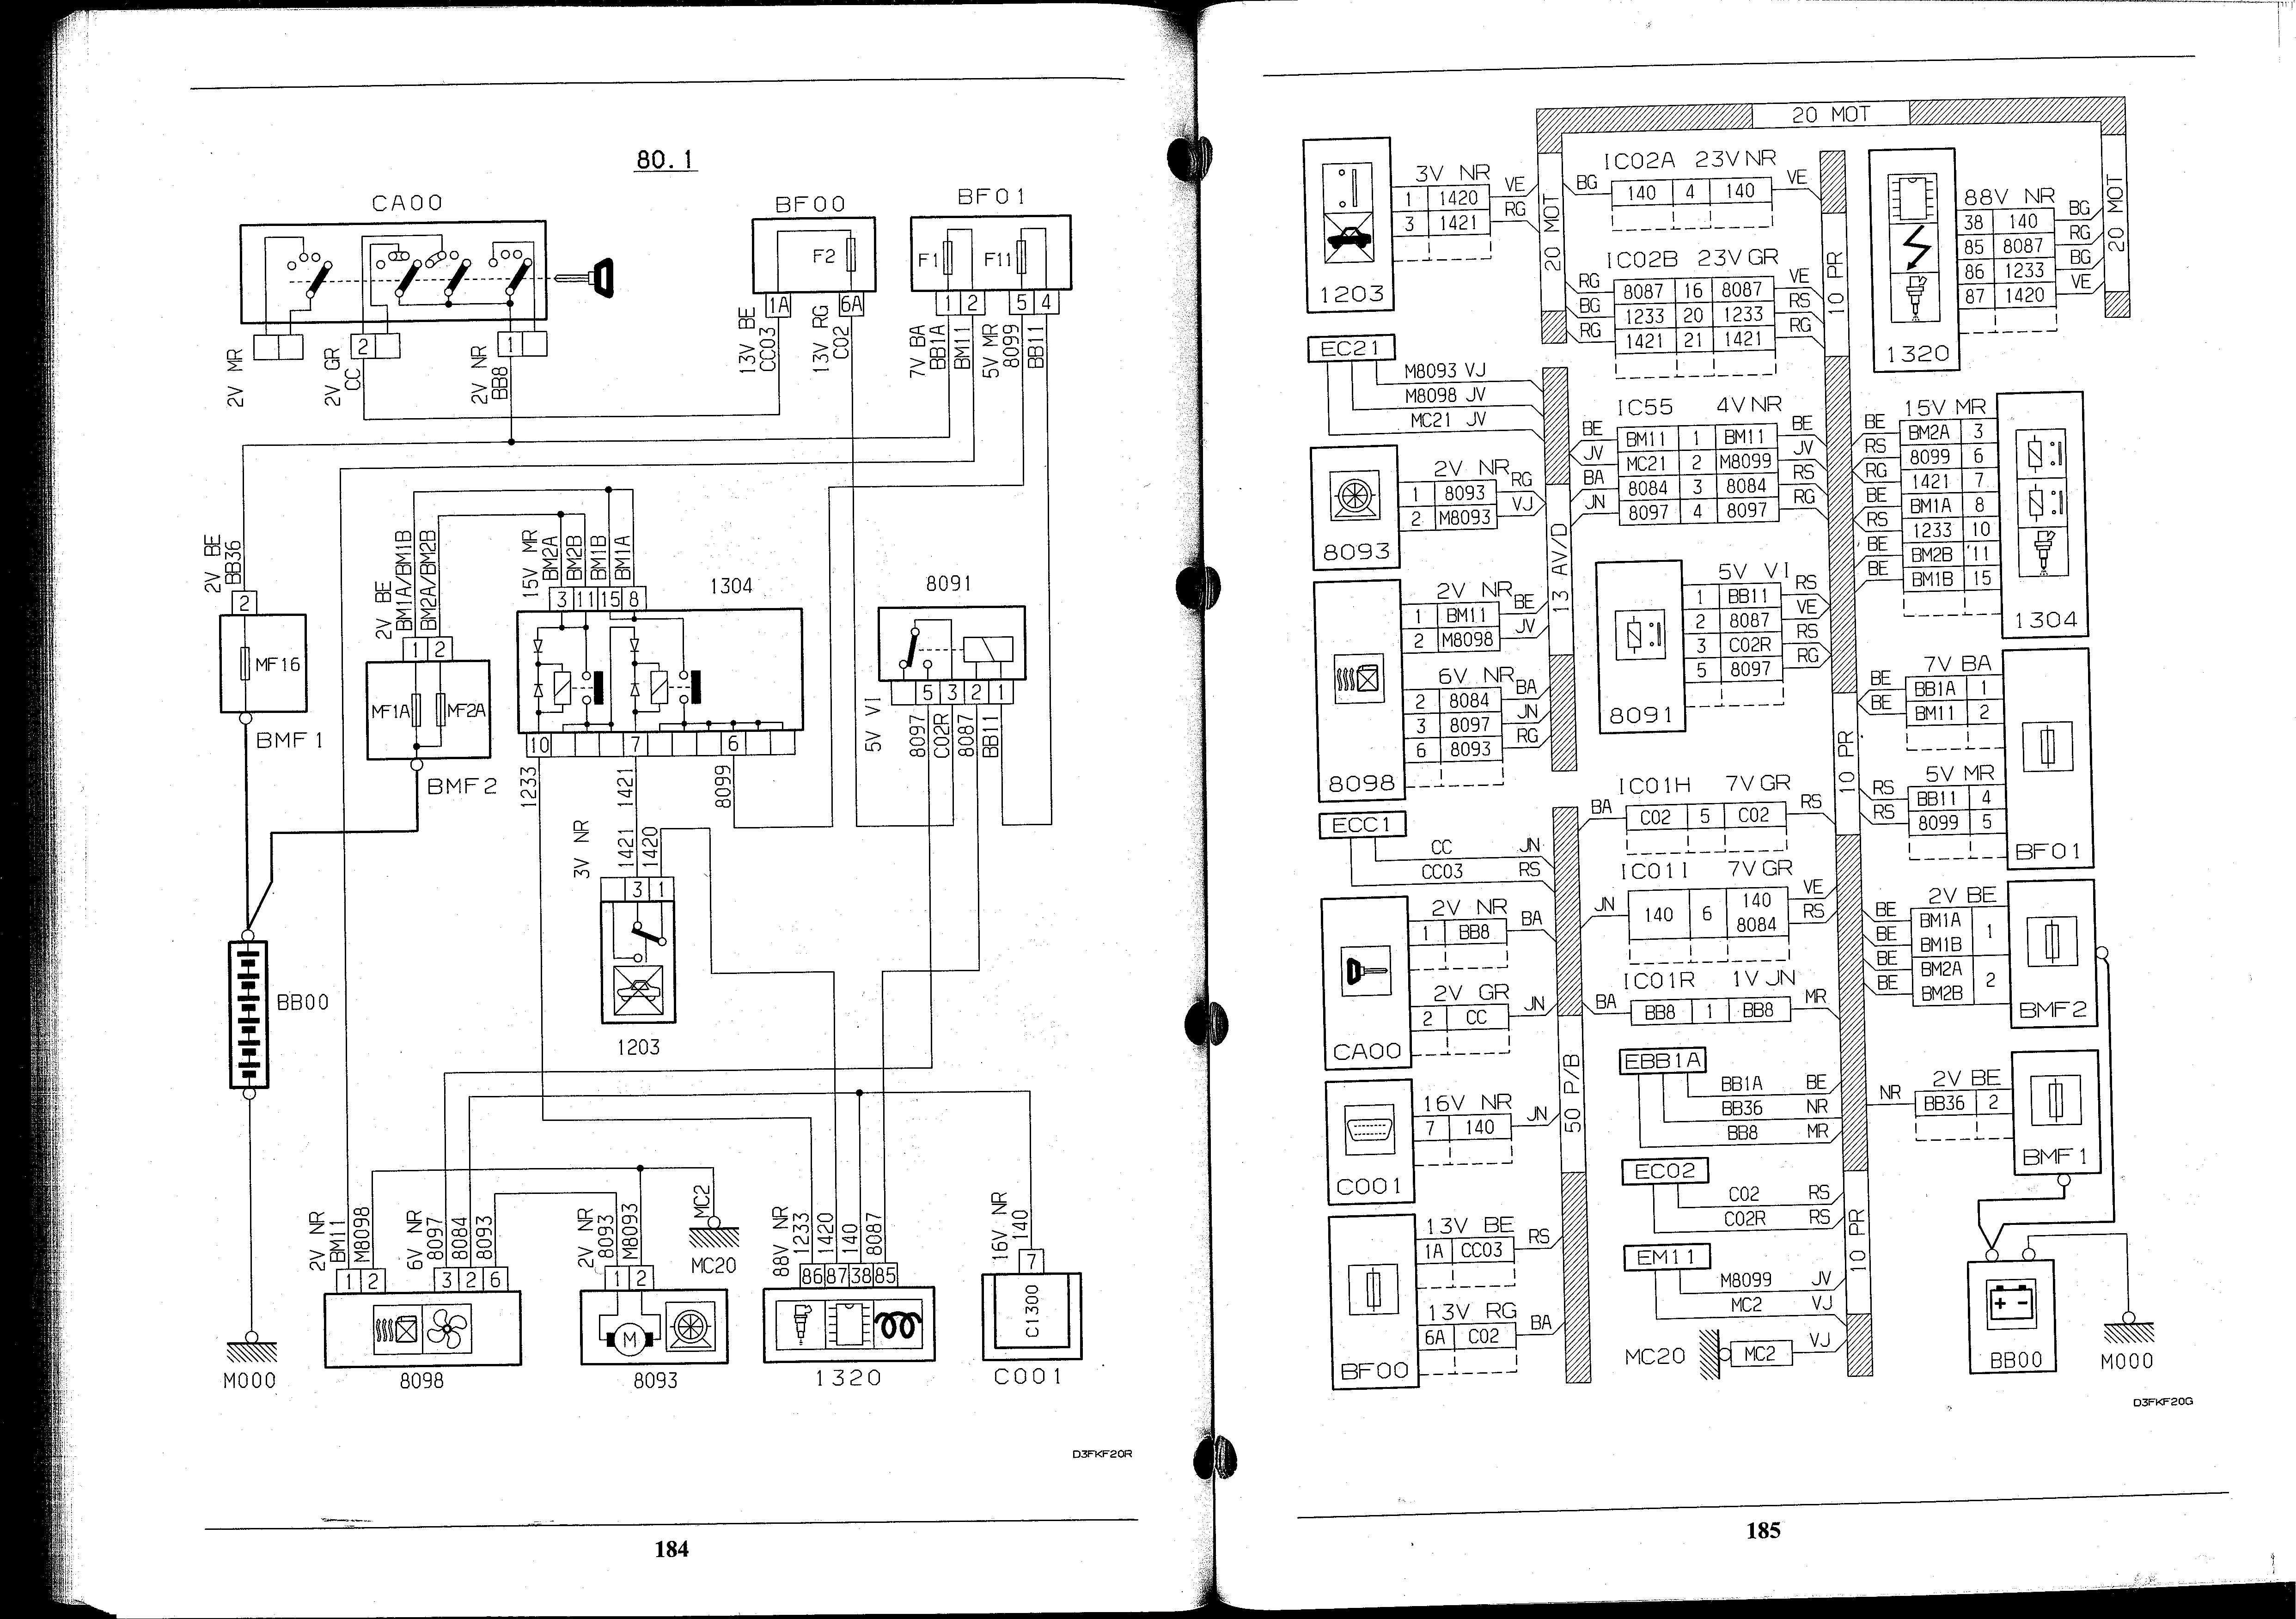 80.1
CA00
BF00
BF01
F2
F1
F11
1A
6A
1
2
5
4
2
1
2V MR
2V GR
CC
2V NR
BB8
13V BE
CC03
13V RG
C02
7V BA
BB1A
BM11
5V MR
8099
BB11
2V BE
BB36
2V BE
BM1A/BM1B
BM2A/BM2B
15V MR
BM2A
BM2B
BM1B
BM1A
1304
8091
2
1
2
3
11
15
8
MF16
BMF1
MF1A
MF2A
BMF2
10
7
6
5
3
2
1
1233
1421
8099
5V VI
8097
C02R
8087
BB11
3V NR
1421
1420
3
1
1203
BB00
2V NR
BM11
M8098
6V NR
8097
8084
8093
2V NR
8093
M8093
MC2
MC20
88V NR
1233
1420
140
8087
16V NR
140
1
2
3
2
6
1
2
86
87
38
85
7
M
C1300
M000
8098
8093
1320
C001
D3FKF20R
184
20 MOT
1203
3V NR
1 1420 VE
3 1421 RG
20 MOT
IC02A 23V NR
BG 140 4 140 VE
IC02B 23V GR
RG 8087 16 8087 VE
BG 1233 20 1233 RS
RG 1421 21 1421 RG
10 PR
1320
88V NR
38 140 BG
85 8087 RG
86 1233 BG
87 1420 VE
20 MOT
EC21
M8093 VJ
M8098 JV
MC21 JV
IC55 4V NR
BE BM11 1 BM11 BE
JV MC21 2 M8099 JV
BA 8084 3 8084 RS
JN 8097 4 8097 RG
15V MR
BE BM2A 3
RS 8099 6
RG 1421 7
BE BM1A 8
RS 1233 10
BE BM2B 11
BE BM1B 15
1304
8093
2V NR
1 8093 RG
2 M8093 VJ
13 AV/D
8098
2V NR
1 BM11 BE
2 M8098 JV
6V NR
2 8084 BA
3 8097 JN
6 8093 RG
8091
5V VI
1 BB11 RS
2 8087 VE
3 C02R RS
5 8097 RG
10 PR
7V BA
BE BB1A 1
BE BM11 2
5V MR
RS BB11 4
RS 8099 5
BF01
ECC1
CC JN
CC03 RS
IC01H 7V GR
BA C02 5 C02 RS
IC01I 7V GR
JN 140 6 140 VE
8084 RS
IC01R 1V JN
BA BB8 1 BB8 MR
CA00
2V NR
1 BB8 BA
2V GR
2 CC JN
50 P/B
2V BE
BE BM1A 1
BE BM1B
BE BM2A 2
BE BM2B
BMF2
EBB1A
BB1A BE
BB36 NR
BB8 MR
2V BE
NR BB36 2
BMF1
C001
16V NR
7 140 JN
EC02
C02 RS
C02R RS
10 PR
EM11
M8099 JV
MC2 VJ
MC20 MC2 VJ
BF00
13V BE
1A CC03 RS
13V RG
6A C02 BA
BB00
M000
D3FKF20G
185